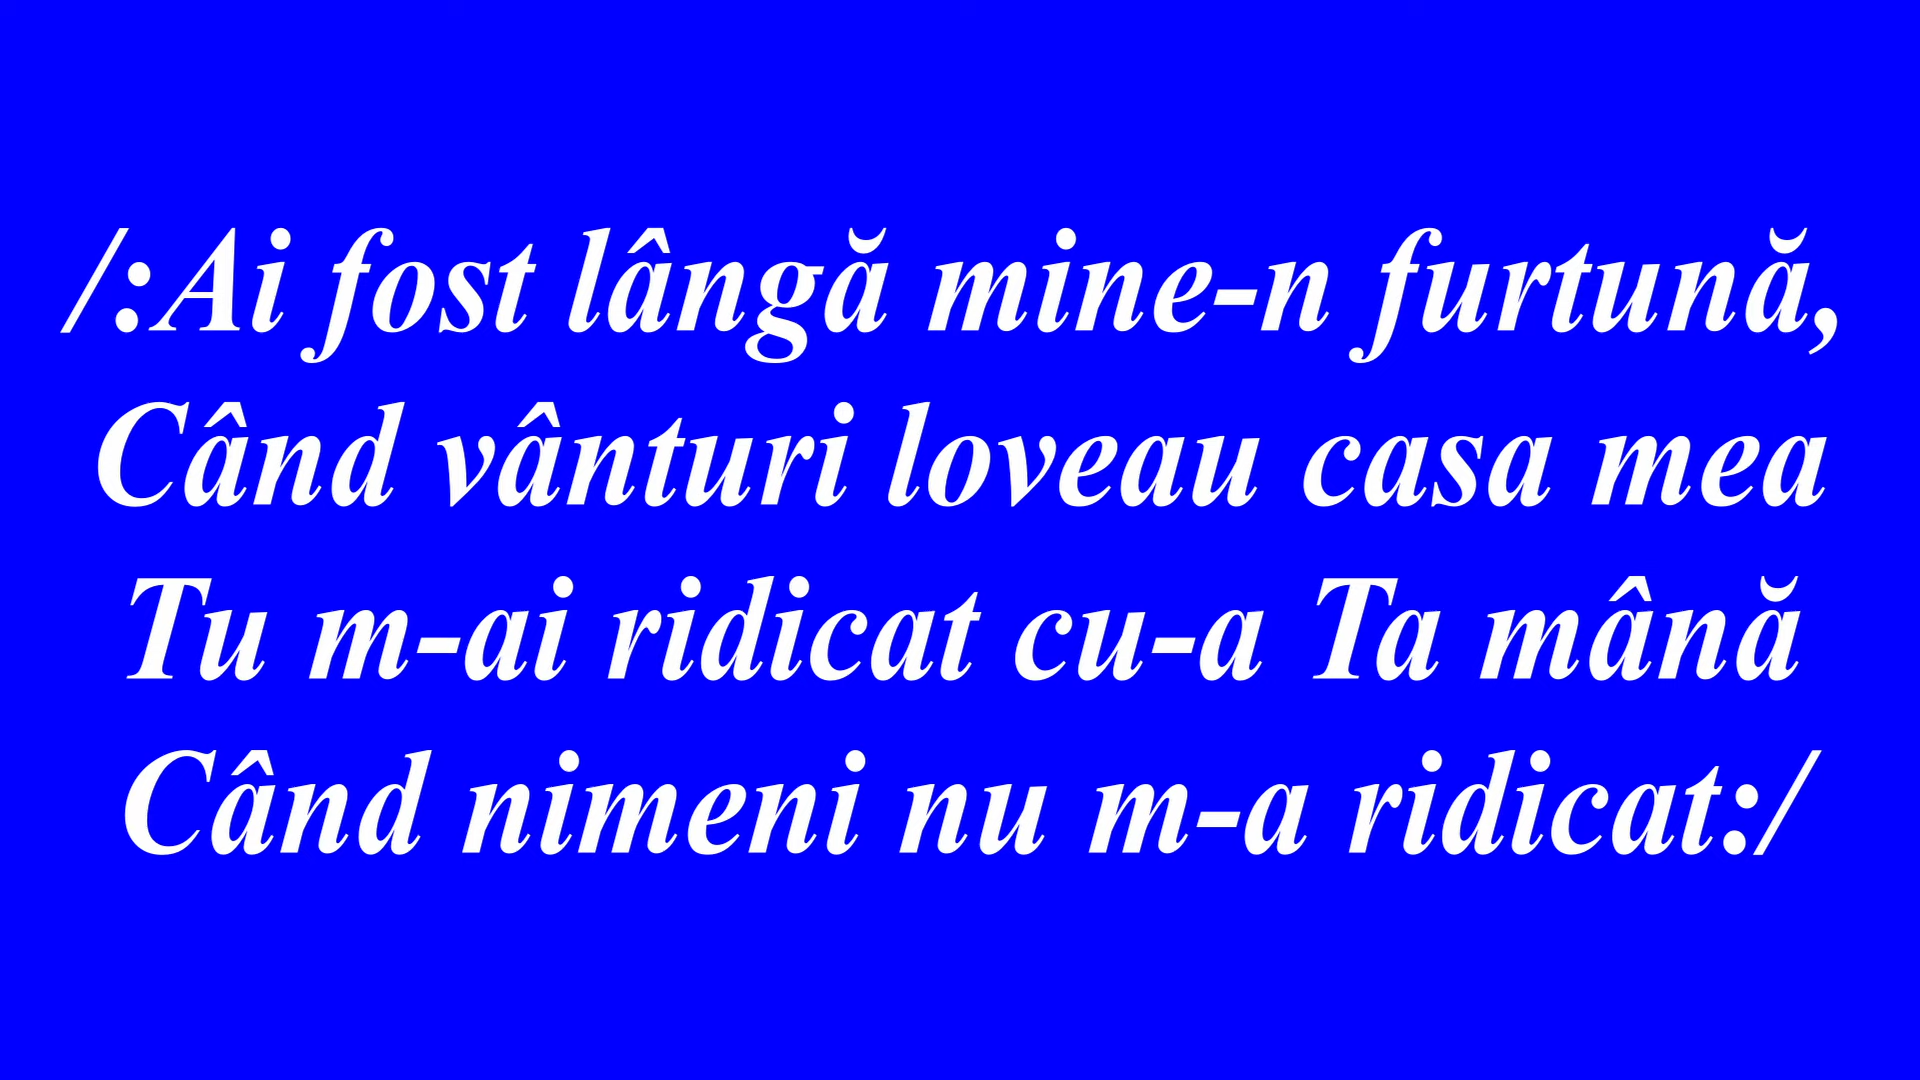 /:Ai fost lângă mine-n furtună,
Când vânturi loveau casa mea
Tu m-ai ridicat cu-a Ta mână
Când nimeni nu m-a ridicat:/